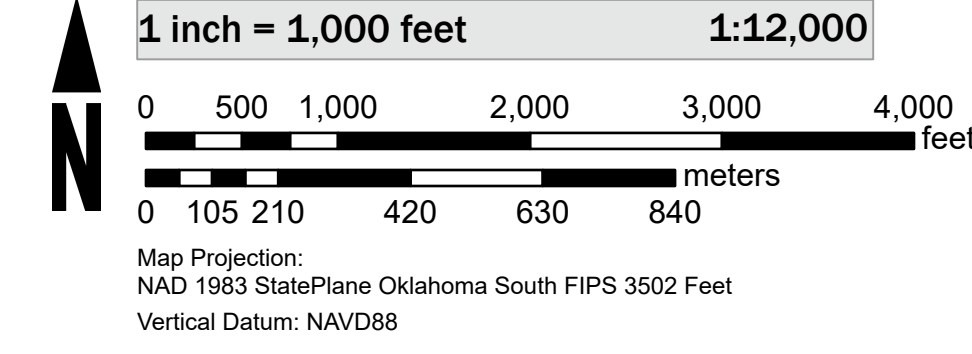 1 inch = 1,000 feet 1:12,000
N
0 500 1,000 2,000 3,000 4,000
feet
meters
0 105 210 420 630 840
Map Projection:
NAD 1983 StatePlane Oklahoma South FIPS 3502 Feet
Vertical Datum: NAVD88